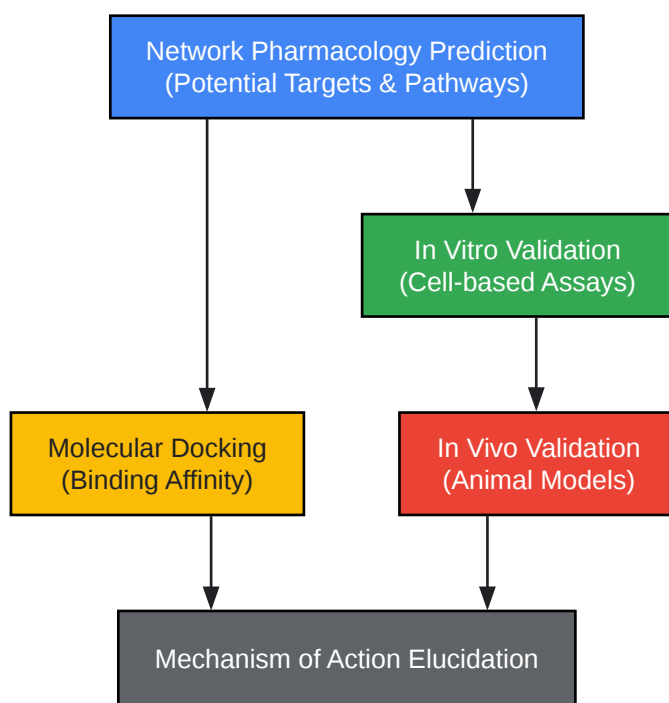 Network Pharmacology Prediction
(Potential Targets & Pathways)
In Vitro Validation
(Cell-based Assays)
Molecular Docking
(Binding Affinity)
In Vivo Validation
(Animal Models)
Mechanism of Action Elucidation